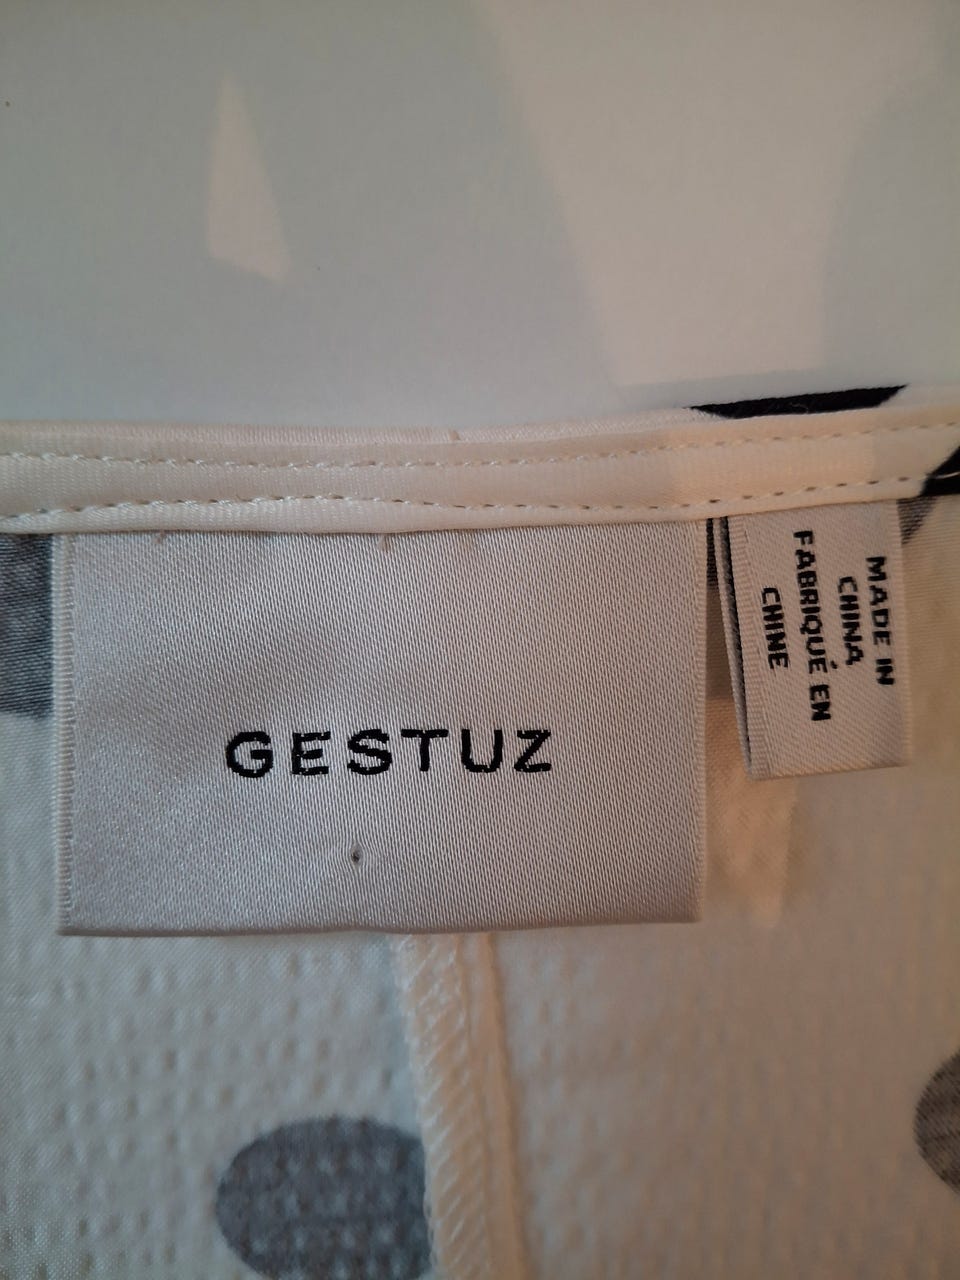 GESTUZ
MADE IN
CHINA
FABRIQUÉ EN
CHINE